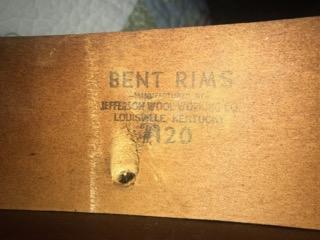 BENT RIMS
MANUFACTURED BY
JEFFERSON WOOD WORKING CO.
LOUISVILLE, KENTUCKY
#120